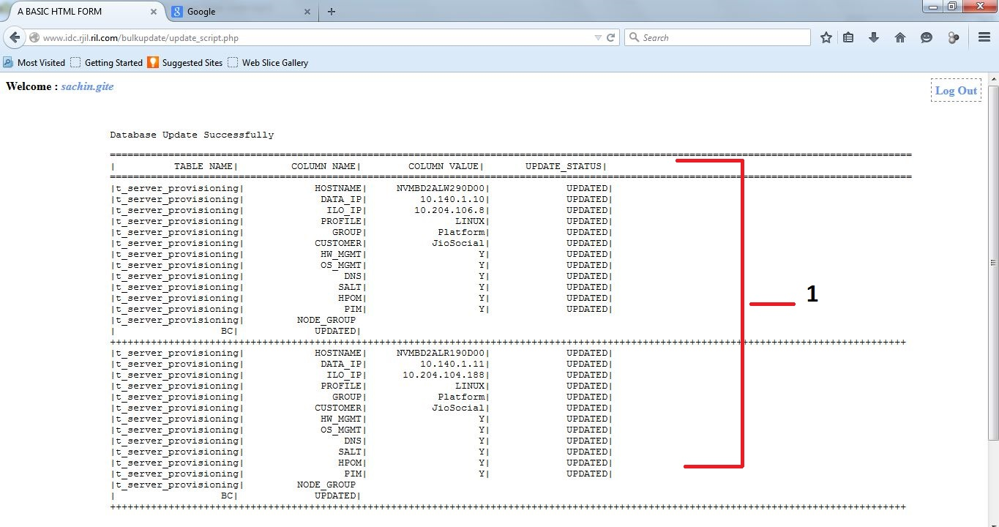 A BASIC HTML FORM × Google × +
www.idc.rjil.ril.com/bulkupdate/update_script.php Search
Most Visited Getting Started Suggested Sites Web Slice Gallery
Welcome : sachin.gite
Log Out
Database Update Successfully
=========================================================================================================================================
| TABLE NAME| COLUMN NAME| COLUMN VALUE| UPDATE_STATUS|
=========================================================================================================================================
|t_server_provisioning| HOSTNAME| NVMBD2ALW290D00| UPDATED|
|t_server_provisioning| DATA_IP| 10.140.1.10| UPDATED|
|t_server_provisioning| ILO_IP| 10.204.106.8| UPDATED|
|t_server_provisioning| PROFILE| LINUX| UPDATED|
|t_server_provisioning| GROUP| Platform| UPDATED|
|t_server_provisioning| CUSTOMER| JioSocial| UPDATED|
|t_server_provisioning| HW_MGMT| Y| UPDATED|
|t_server_provisioning| OS_MGMT| Y| UPDATED|
|t_server_provisioning| DNS| Y| UPDATED|
|t_server_provisioning| SALT| Y| UPDATED|
|t_server_provisioning| HPOM| Y| UPDATED|
|t_server_provisioning| PIM| Y| UPDATED|
|t_server_provisioning| NODE_GROUP
| BC| UPDATED|
++++++++++++++++++++++++++++++++++++++++++++++++++++++++++++++++++++++++++++++++++++++++++++++++++++++++++++++++++++++++++++++++++++++++
|t_server_provisioning| HOSTNAME| NVMBD2ALR190D00| UPDATED|
|t_server_provisioning| DATA_IP| 10.140.1.11| UPDATED|
|t_server_provisioning| ILO_IP| 10.204.104.188| UPDATED|
|t_server_provisioning| PROFILE| LINUX| UPDATED|
|t_server_provisioning| GROUP| Platform| UPDATED|
|t_server_provisioning| CUSTOMER| JioSocial| UPDATED|
|t_server_provisioning| HW_MGMT| Y| UPDATED|
|t_server_provisioning| OS_MGMT| Y| UPDATED|
|t_server_provisioning| DNS| Y| UPDATED|
|t_server_provisioning| SALT| Y| UPDATED|
|t_server_provisioning| HPOM| Y| UPDATED|
|t_server_provisioning| PIM| Y| UPDATED|
|t_server_provisioning| NODE_GROUP
| BC| UPDATED|
++++++++++++++++++++++++++++++++++++++++++++++++++++++++++++++++++++++++++++++++++++++++++++++++++++++++++++++++++++++++++++++++++++++++
1